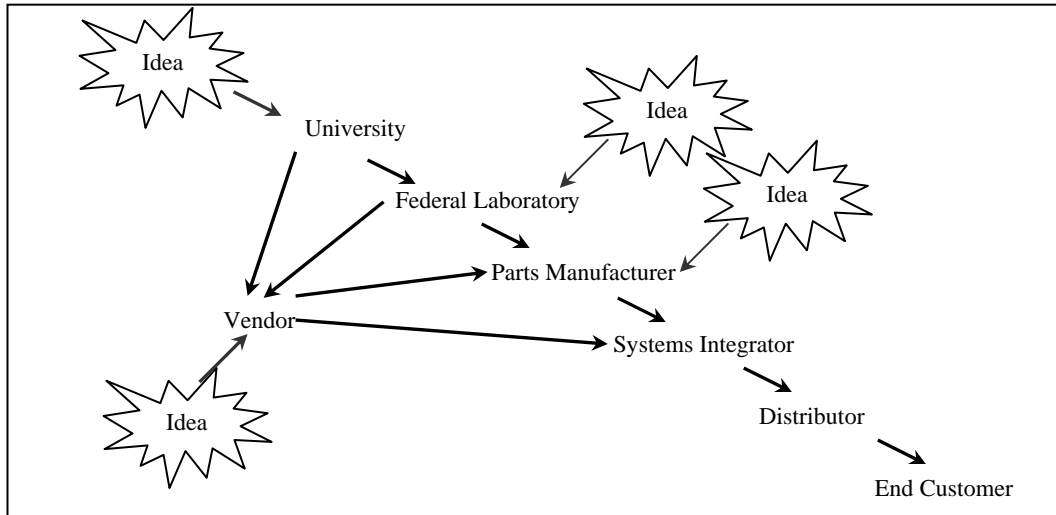 Idea
Idea
University
Idea
Federal Laboratory
Parts Manufacturer
Vendor
Systems Integrator
Idea
Distributor
End Customer